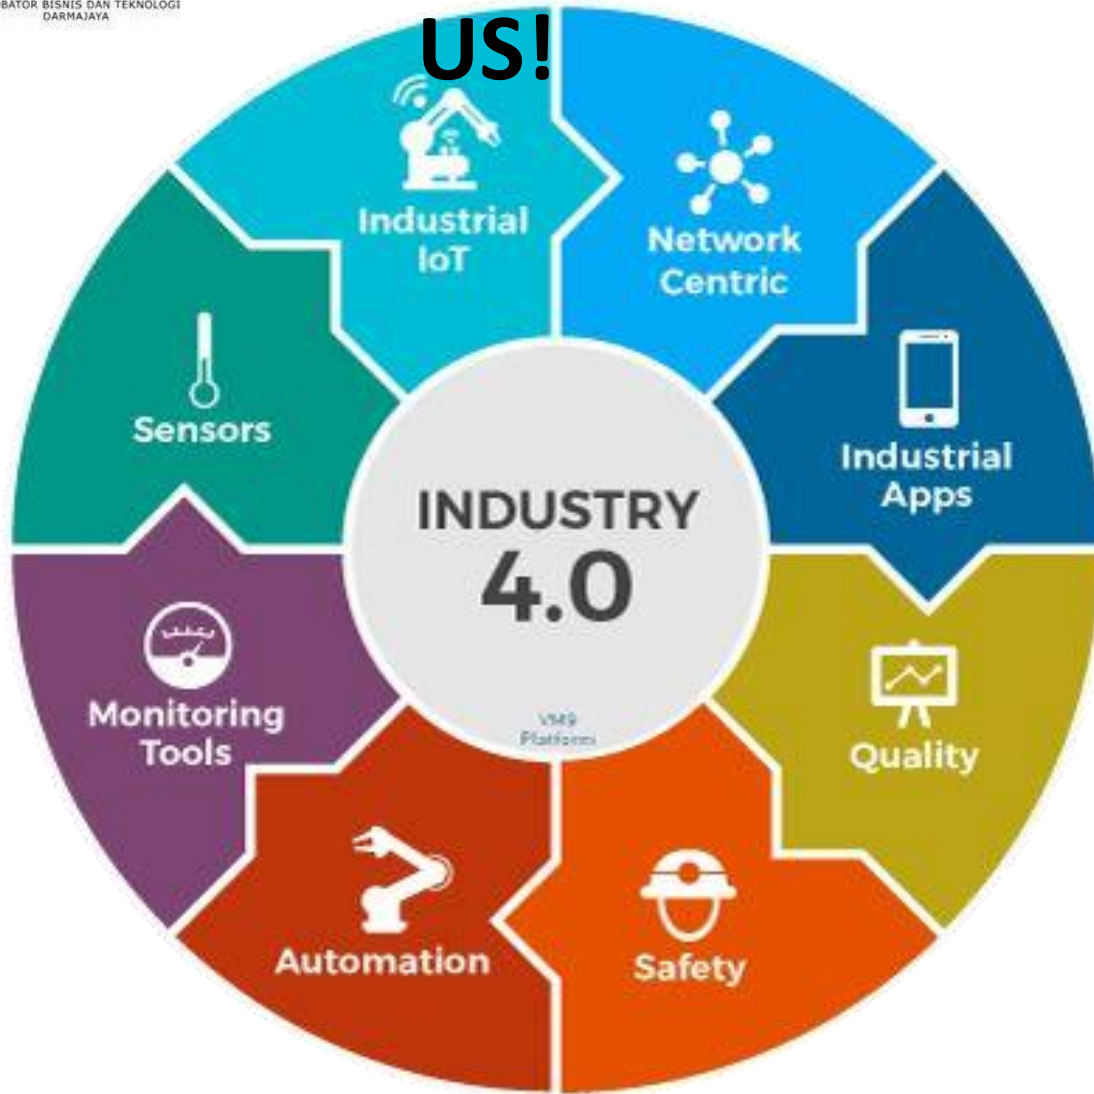 BATOR BISNIS DAN TEKNOLOGI
DARMAJAYA
US!
Industrial
IoT
Network
Centric
Sensors
Industrial
Apps
INDUSTRY
4.0
Monitoring
Tools
Quality
Platform
Automation
Safety